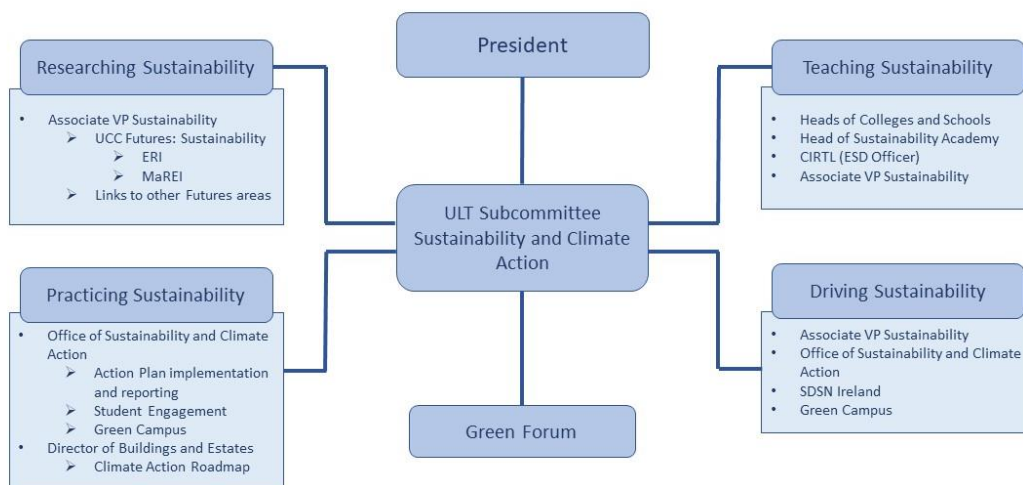 President
Researching Sustainability
• Associate VP Sustainability
➢ UCC Futures: Sustainability
➢ ERI
➢ MaREI
➢ Links to other Futures areas
Teaching Sustainability
• Heads of Colleges and Schools
• Head of Sustainability Academy
• CIRTL (ESD Officer)
• Associate VP Sustainability
ULT Subcommittee
Sustainability and Climate
Action
Practicing Sustainability
• Office of Sustainability and Climate
Action
➢ Action Plan implementation
and reporting
➢ Student Engagement
➢ Green Campus
• Director of Buildings and Estates
➢ Climate Action Roadmap
Driving Sustainability
• Associate VP Sustainability
• Office of Sustainability and Climate
Action
• SDSN Ireland
• Green Campus
Green Forum